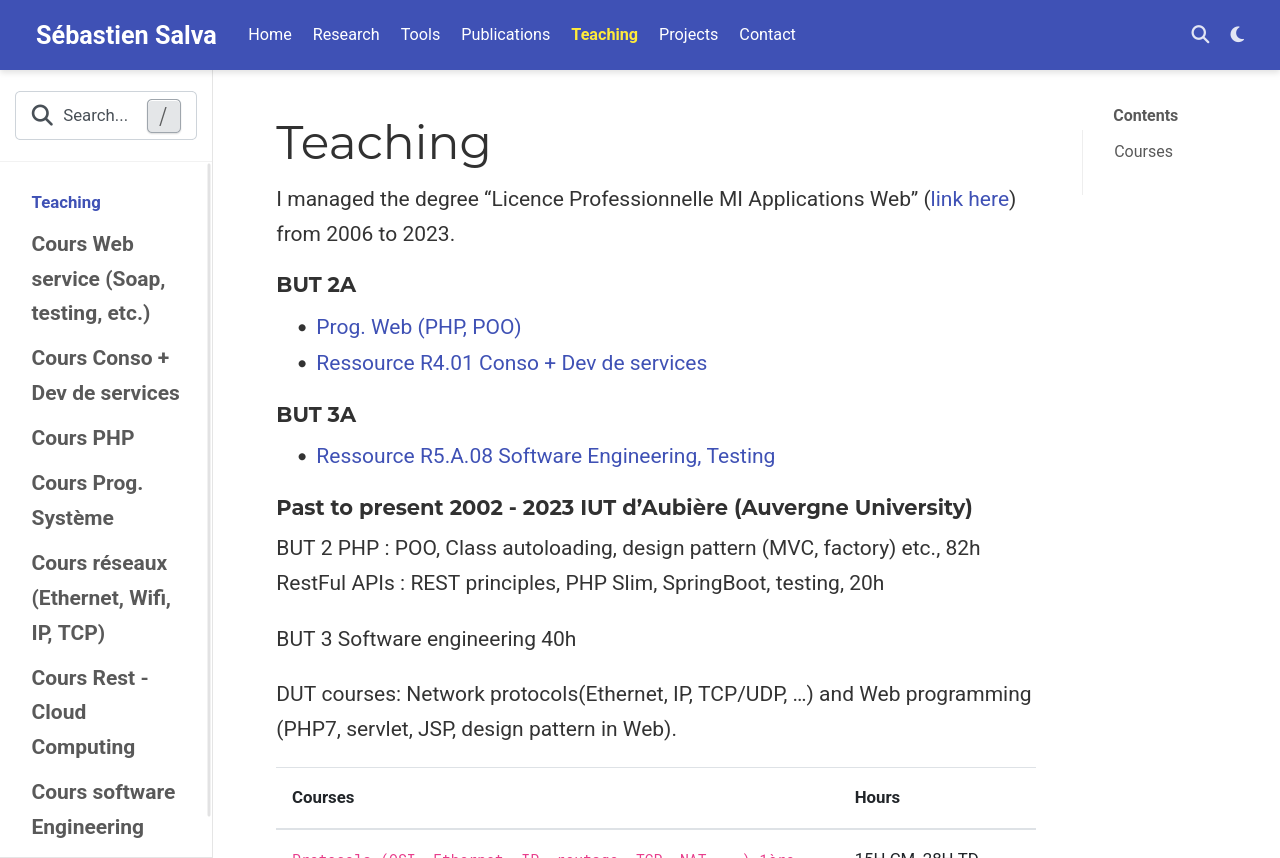 Sébastien Salva
Home Research Tools Publications Teaching Projects Contact
Search... /
Teaching
Cours Web
service (Soap,
testing, etc.)
Cours Conso +
Dev de services
Cours PHP
Cours Prog.
Système
Cours réseaux
(Ethernet, Wifi,
IP, TCP)
Cours Rest -
Cloud
Computing
Cours software
Engineering
Teaching
I managed the degree “Licence Professionnelle MI Applications Web” (link here)
from 2006 to 2023.
BUT 2A
• Prog. Web (PHP, POO)
• Ressource R4.01 Conso + Dev de services
BUT 3A
• Ressource R5.A.08 Software Engineering, Testing
Past to present 2002 - 2023 IUT d’Aubière (Auvergne University)
BUT 2 PHP : POO, Class autoloading, design pattern (MVC, factory) etc., 82h
RestFul APIs : REST principles, PHP Slim, SpringBoot, testing, 20h
BUT 3 Software engineering 40h
DUT courses: Network protocols(Ethernet, IP, TCP/UDP, …) and Web programming
(PHP7, servlet, JSP, design pattern in Web).
Courses Hours
Contents
Courses